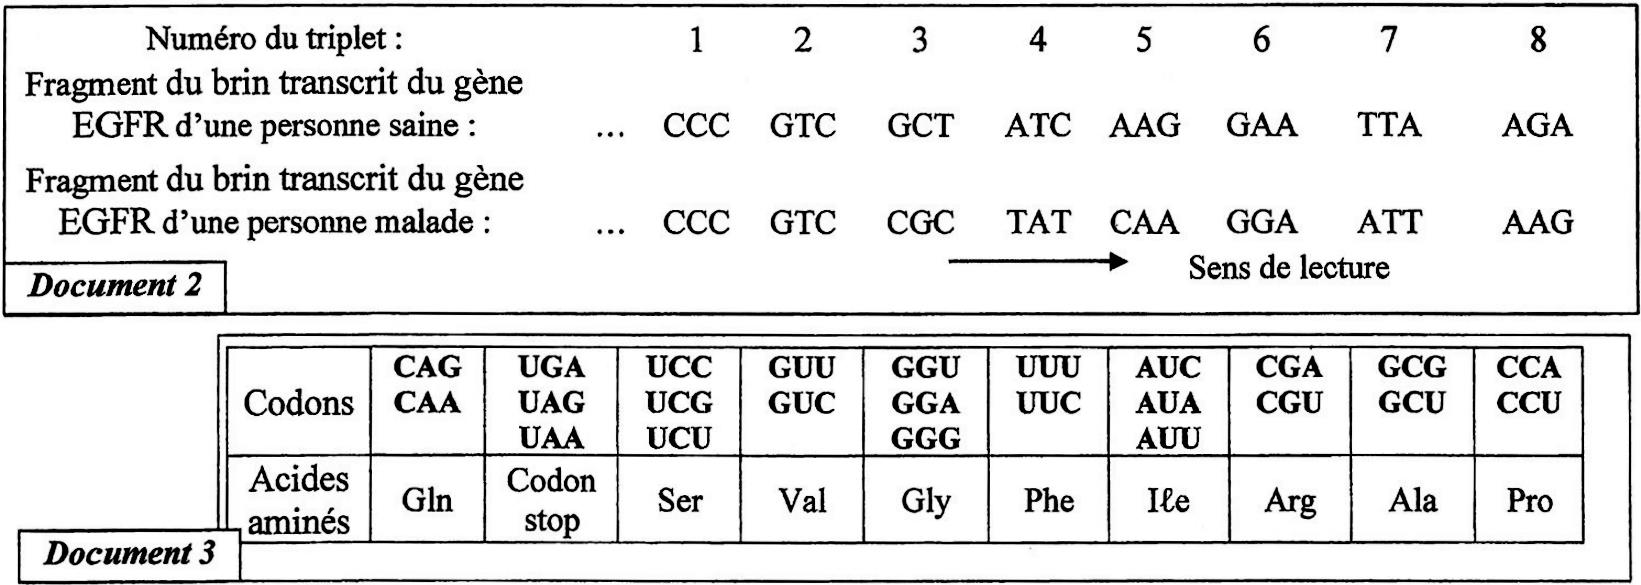 Numéro du triplet : 1 2 3 4 5 6 7 8
Fragment du brin transcrit du gène
EGFR d'une personne saine : ... CCC GTC GCT ATC AAG GAA TTA AGA
Fragment du brin transcrit du gène
EGFR d'une personne malade : ... CCC GTC CGC TAT CAA GGA ATT AAG
Sens de lecture
Document 2
CAG UGA UCC GUU GGU UUU AUC CGA GCG CCA
Codons CAA UAG UCG GUC GGA UUC AUA CGU GCU CCU
UAA UCU GGG AUU
Acides aminés Gln Codon stop Ser Val Gly Phe Iℓe Arg Ala Pro
Document 3